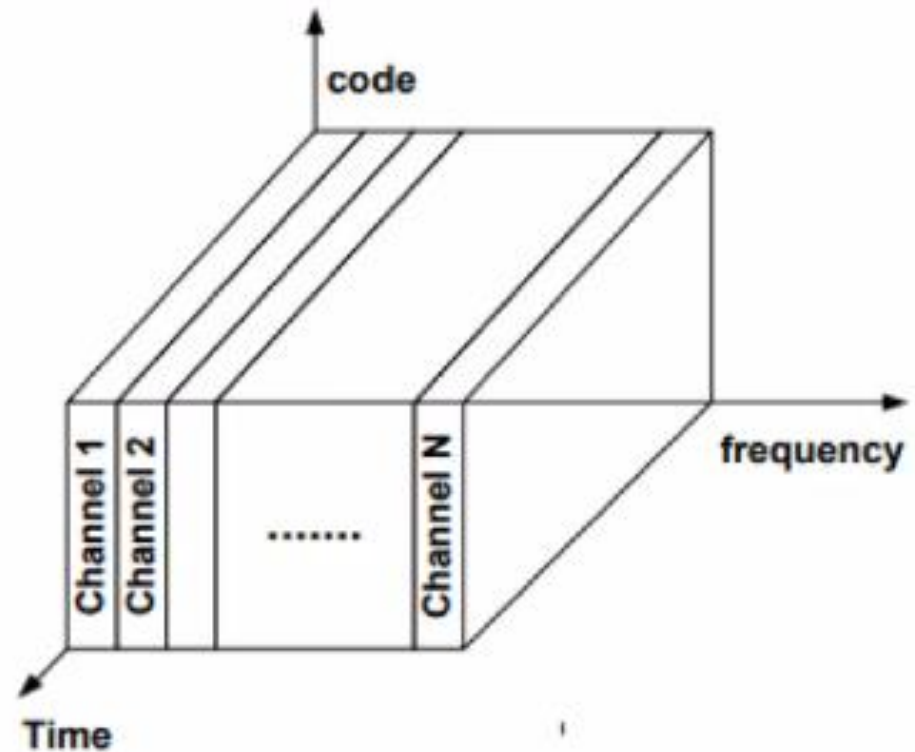 code
frequency
Channel 1
Channel 2
.......
Channel N
Time